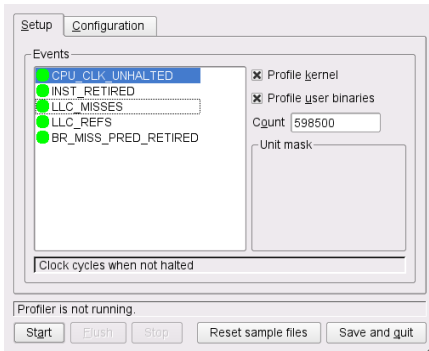 Setup
Configuration
Events
CPU_CLK_UNHALTED
INST_RETIRED
LLC_MISSES
LLC_REFS
BR_MISS_PRED_RETIRED
Profile kernel
Profile user binaries
Count 598500
Unit mask
Clock cycles when not halted
Profiler is not running.
Start Flush Stop Reset sample files Save and quit